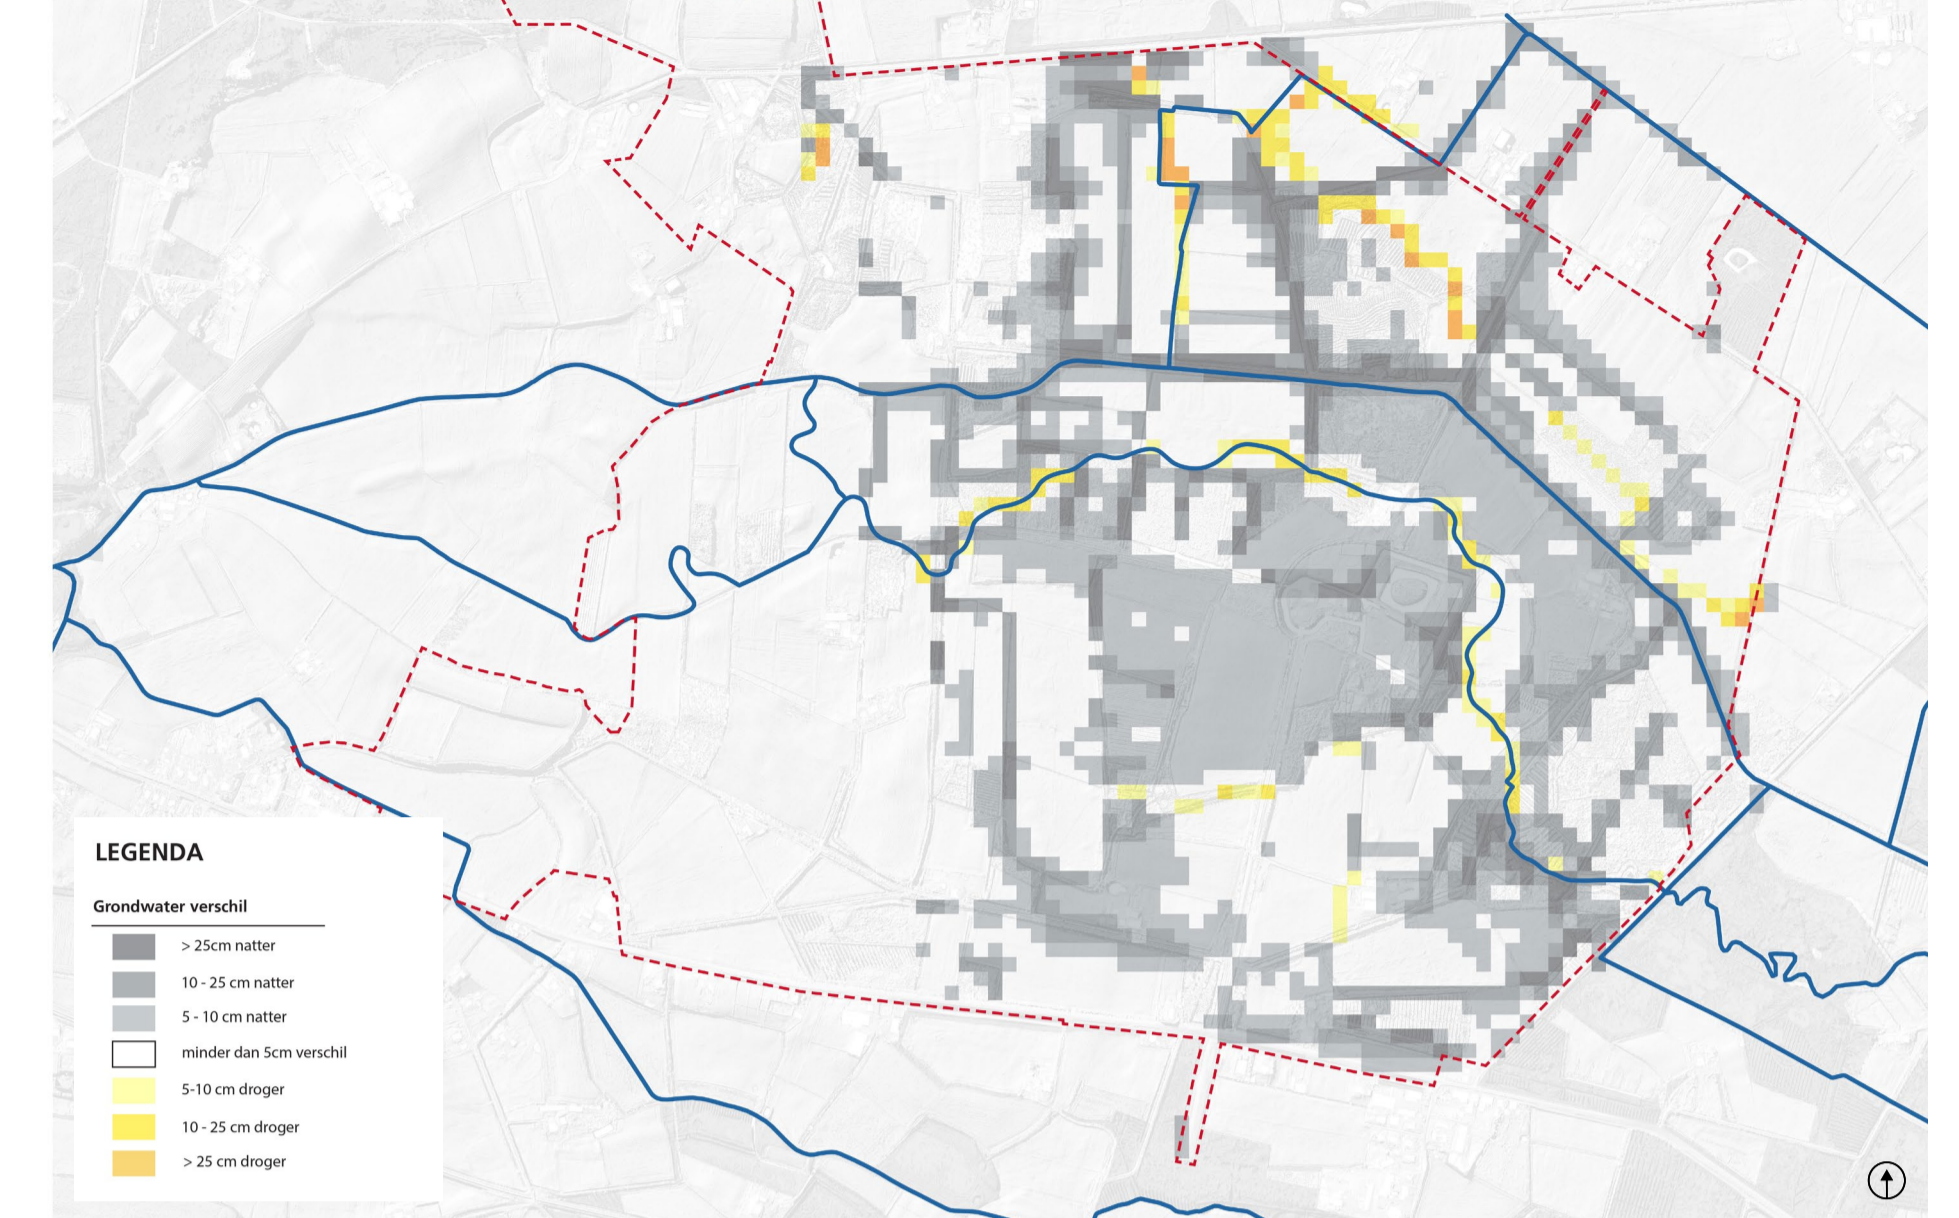 LEGENDA
Grondwater verschil
> 25cm natter
10 - 25 cm natter
5 - 10 cm natter
minder dan 5cm verschil
5-10 cm droger
10 - 25 cm droger
> 25 cm droger